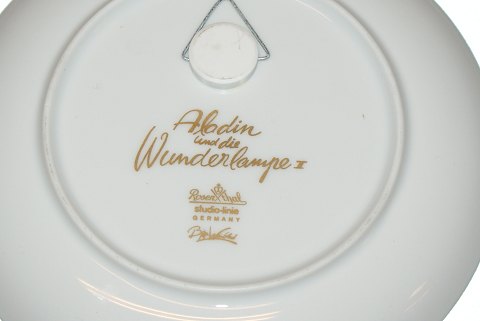 Aladin
und die
Wunderlampe II
Rosenthal
studio-linie
GERMANY